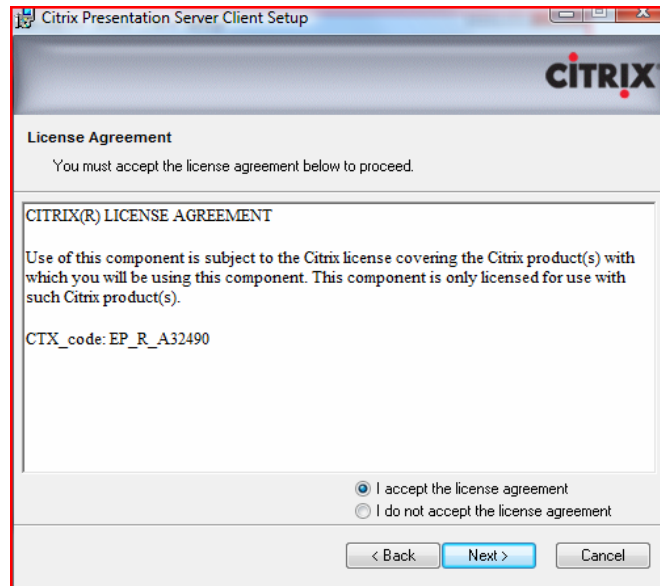 Citrix Presentation Server Client Setup
CITRIX
License Agreement
You must accept the license agreement below to proceed.
CITRIX(R) LICENSE AGREEMENT
Use of this component is subject to the Citrix license covering the Citrix product(s) with
which you will be using this component. This component is only licensed for use with
such Citrix product(s).
CTX_code: EP_R_A32490
I accept the license agreement
I do not accept the license agreement
< Back Next > Cancel